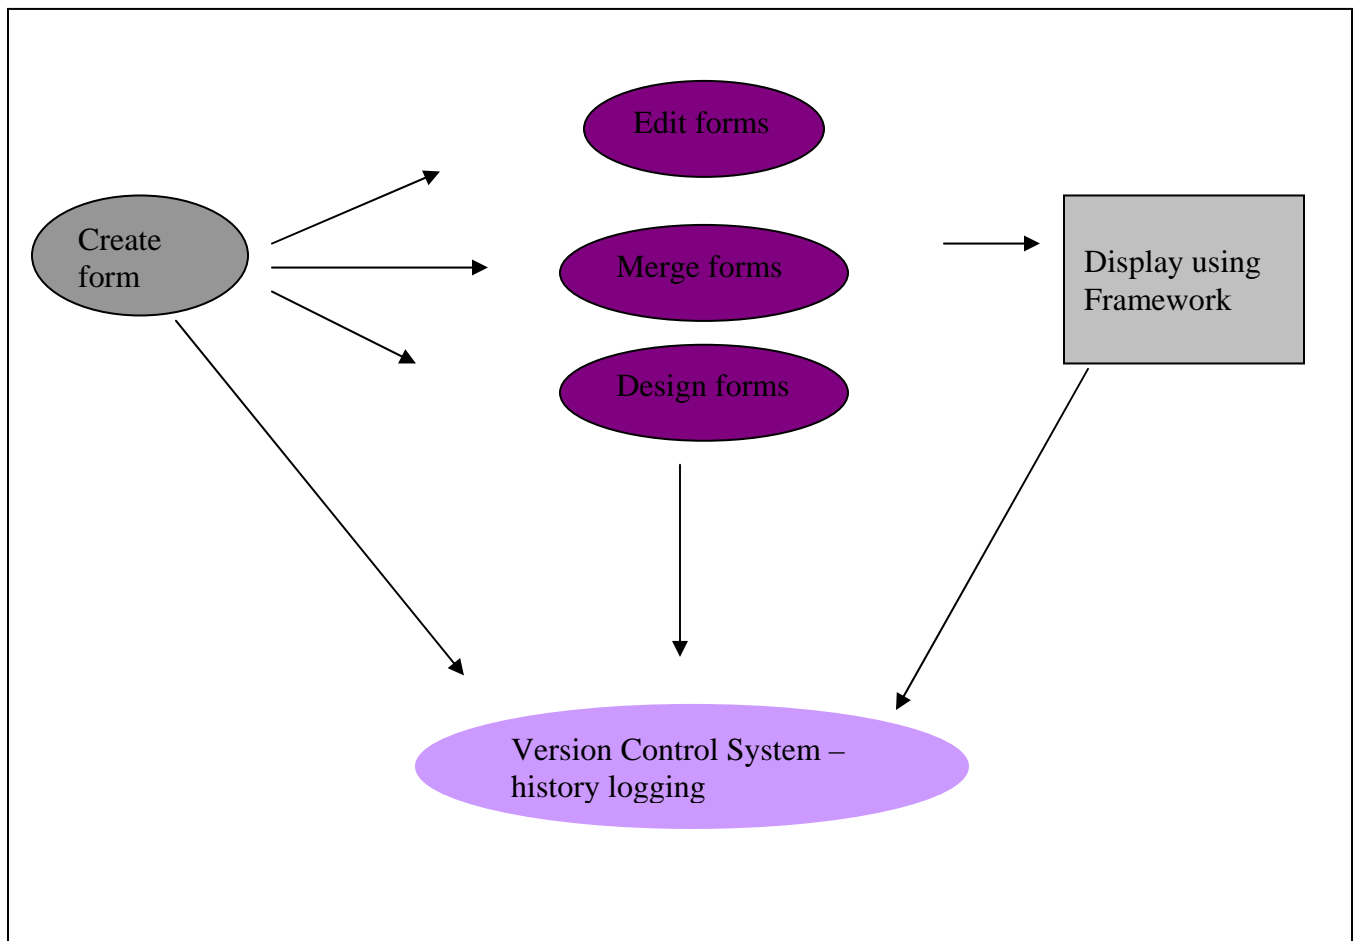 Edit forms
Create
form
Merge forms
Display using
Framework
Design forms
Version Control System –
history logging